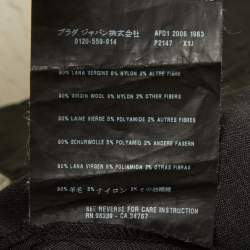 プラダ ジャパン株式会社 AFD1 2006 1963
0120-559-914 P2147 X9J
90% LANA VERGINE 8% NYLON 2% ALTRE FIBRE
90% VIRGIN WOOL 8% NYLON 2% OTHER FIBERS
90% LAINE VIERGE 8% POLYAMIDE 2% AUTRES FIBRES
90% SCHURWOLLE 8% POLYAMID 2% ANDERE FASERN
90% LANA VIRGEN 8% POLIAMIDA 2% OTRAS FIBRAS
90% 羊毛 8% ナイロン 2% その他繊維
SEE REVERSE FOR CARE INSTRUCTION
RN 98309 - CA 34767